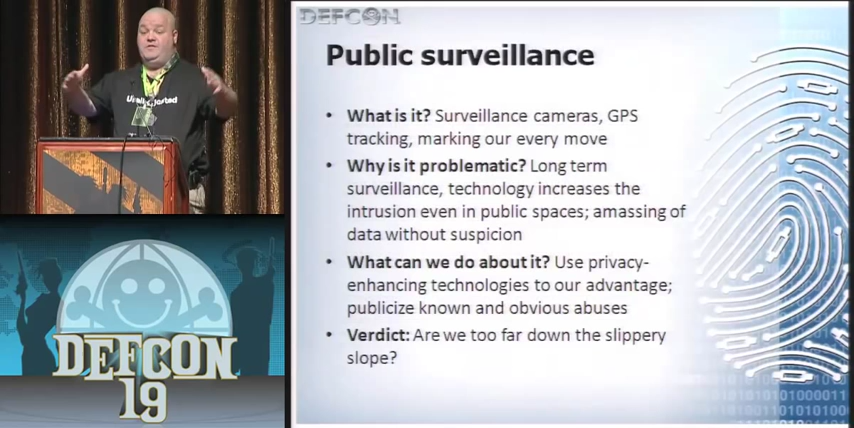 DEFCON
Public surveillance
• What is it? Surveillance cameras, GPS
tracking, marking our every move
• Why is it problematic? Long term
surveillance, technology increases the
intrusion even in public spaces; amassing of
data without suspicion
• What can we do about it? Use privacy-
enhancing technologies to our advantage;
publicize known and obvious abuses
• Verdict: Are we too far down the slippery
slope?
DEFCON
19